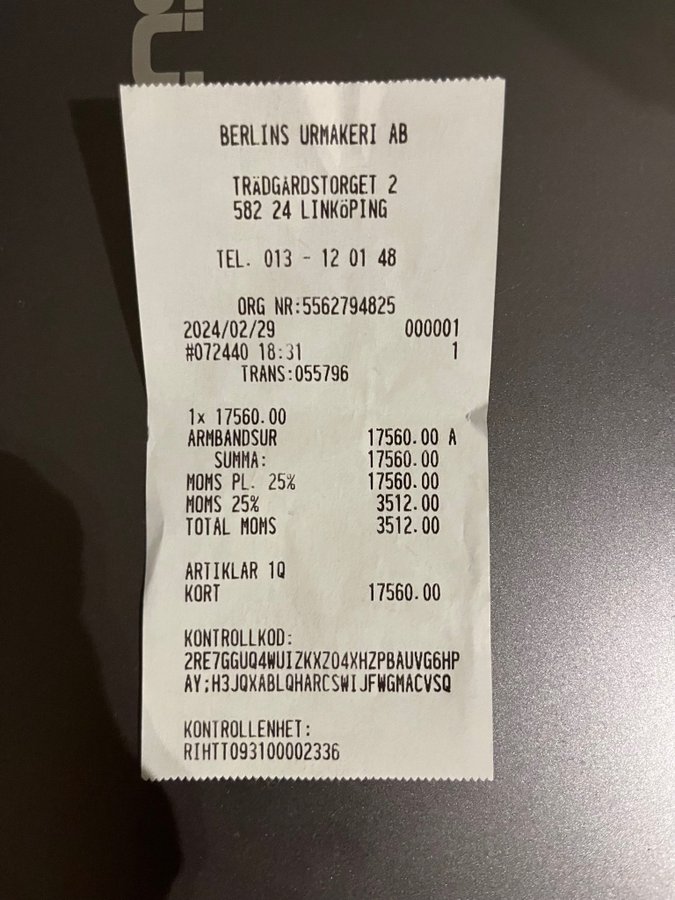 BERLINS URMAKERI AB
TRÄDGARDSTORGET 2
582 24 LINKöPING
TEL. 013 - 12 01 48
ORG NR:5562794825
2024/02/29 000001
#072440 18:31 1
TRANS:055796
1x 17560.00
ARMBANDSUR 17560.00 A
SUMMA: 17560.00
MOMS PL. 25% 17560.00
MOMS 25% 3512.00
TOTAL MOMS 3512.00
ARTIKLAR 1Q
KORT 17560.00
KONTROLLKOD:
2RE7GGUQ4WUIZKXZO4XHZPBAUVG6HP
AY;H3JQXABLQHARCSWIJFWGMACVSQ
KONTROLLENHET:
RIHTT093100002336